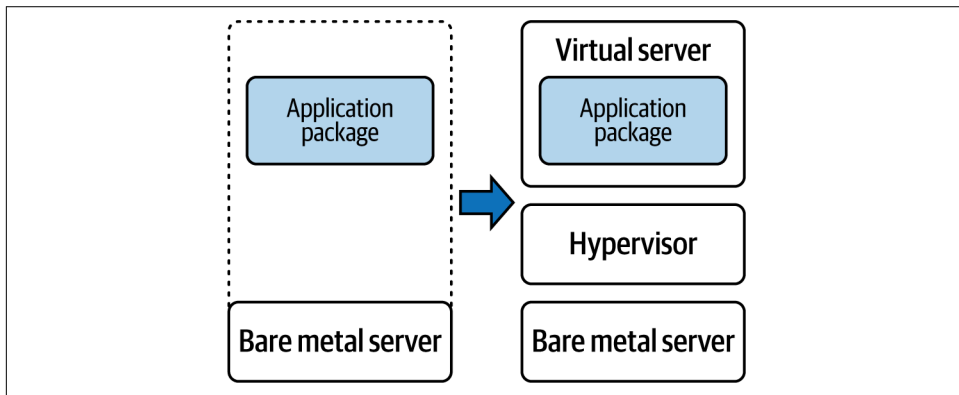 Application
package
Bare metal server
Virtual server
Application
package
Hypervisor
Bare metal server